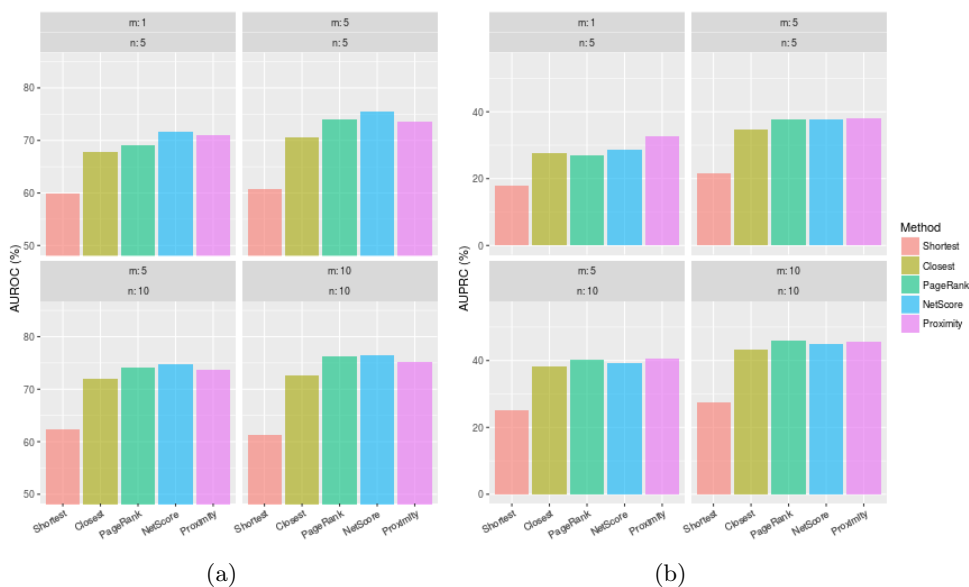 m: 1
m: 5
n: 5
n: 5
80
70
60
50
AUROC (%)
m: 5
m: 10
n: 10
n: 10
80
70
60
50
Shortest
Closest
PageRank
NetScore
Proximity
Shortest
Closest
PageRank
NetScore
Proximity
(a)
m: 1
m: 5
n: 5
n: 5
40
20
0
AUPRC (%)
m: 5
m: 10
n: 10
n: 10
40
20
0
Shortest
Closest
PageRank
NetScore
Proximity
Shortest
Closest
PageRank
NetScore
Proximity
(b)
Method
Shortest
Closest
PageRank
NetScore
Proximity